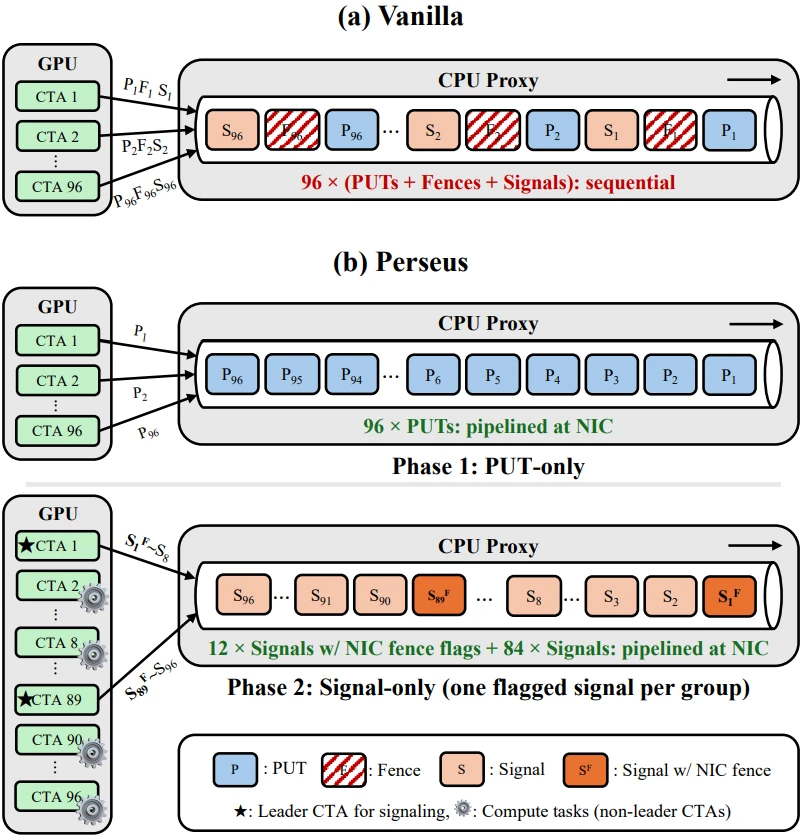 (a) Vanilla
GPU
CTA 1
CTA 2
⋮
CTA 96
P1F1 S1
P2F2S2
P96F96S96
CPU Proxy
S96 F96 P96 ... S2 F2 P2 S1 F1 P1
96 × (PUTs + Fences + Signals): sequential
(b) Perseus
GPU
CTA 1
CTA 2
⋮
CTA 96
P1
P2
P96
CPU Proxy
P96 P95 P94 ... P6 P5 P4 P3 P2 P1
96 × PUTs: pipelined at NIC
Phase 1: PUT-only
GPU
★CTA 1
CTA 2
⋮
CTA 8
⋮
★CTA 89
CTA 90
⋮
CTA 96
S1F~S8
S89F~S96
CPU Proxy
S96 ... S91 S90 S89F ... S8 ... S3 S2 S1F
12 × Signals w/ NIC fence flags + 84 × Signals: pipelined at NIC
Phase 2: Signal-only (one flagged signal per group)
P : PUT F : Fence S : Signal SF : Signal w/ NIC fence
★: Leader CTA for signaling, : Compute tasks (non-leader CTAs)